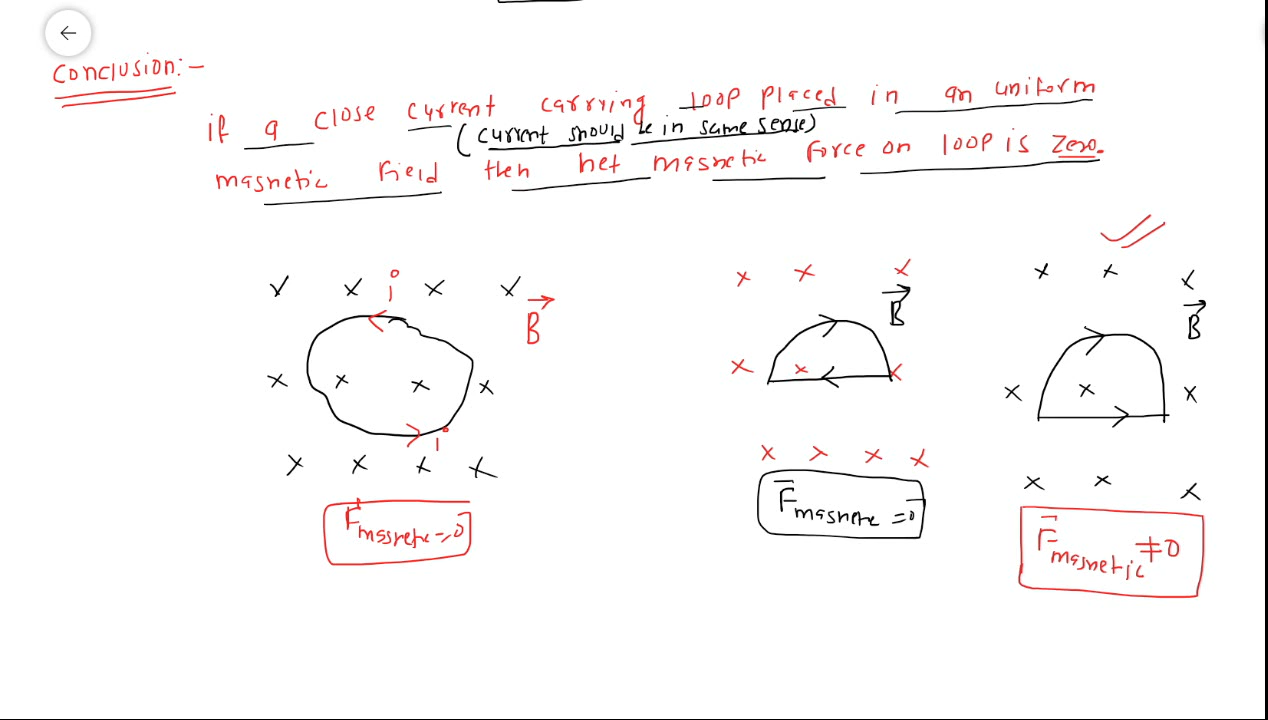 Conclusion:-
if a close current carrying loop placed in an uniform
(current should be in same sense)
magnetic field then net magnetic force on loop is zero.
i
B
B
B
i
F magnetic = 0
F magnetic = 0
F magnetic ≠ 0